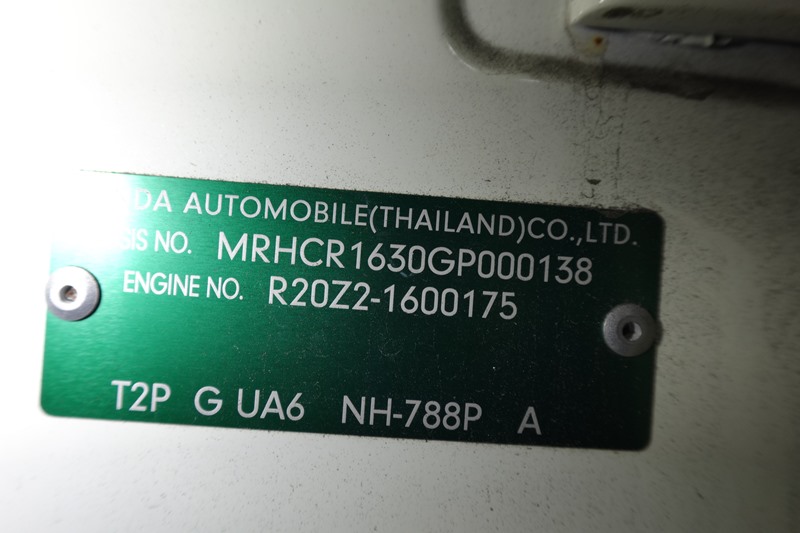 DA AUTOMOBILE(THAILAND)CO.,LTD.
SIS NO. MRHCR1630GP000138
ENGINE NO. R20Z2-1600175
T2P G UA6 NH-788P A